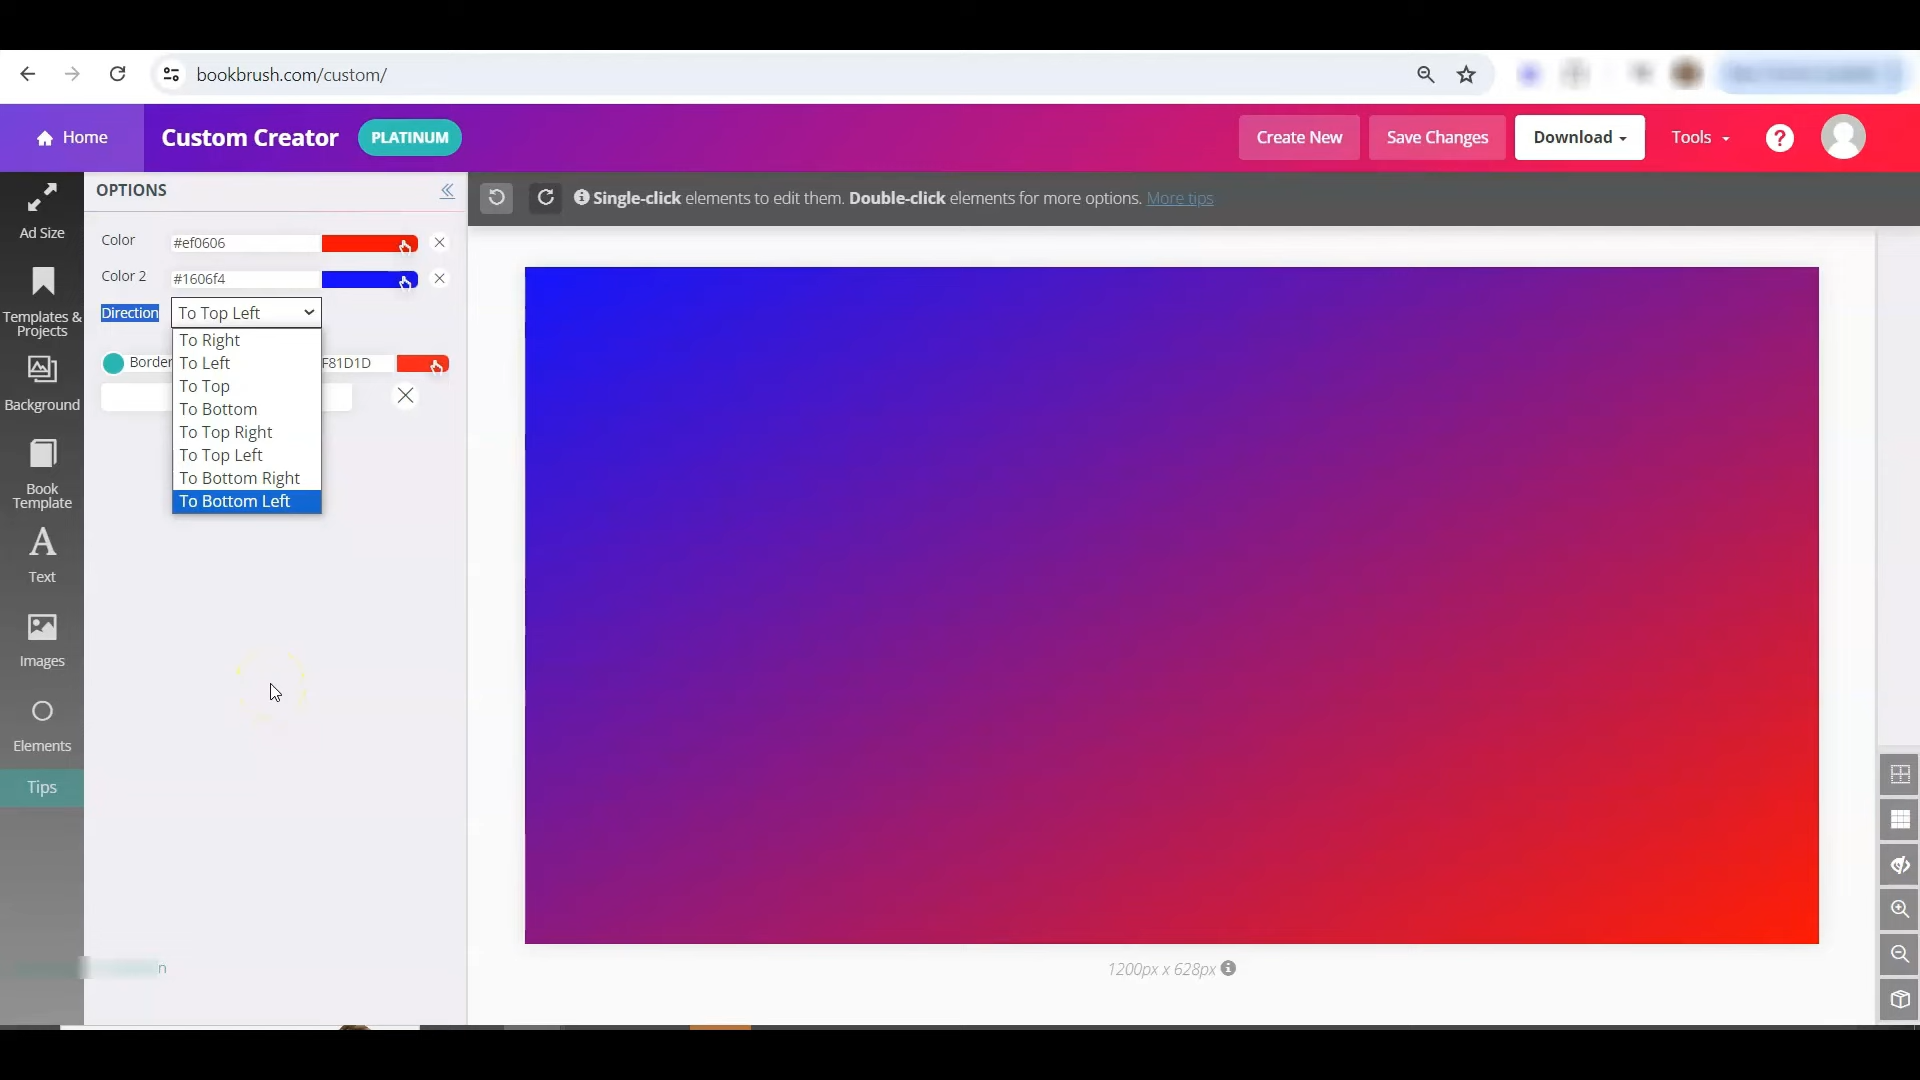 bookbrush.com/custom/
Home
Custom Creator
PLATINUM
Create New
Save Changes
Download
Tools
?
Ad Size
Templates &
Projects
Background
Book
Template
A
Text
Images
Elements
Tips
OPTIONS
Color
#ef0606
Color 2
#1606f4
Direction
To Top Left
To Right
To Left
To Top
To Bottom
To Top Right
To Top Left
To Bottom Right
To Bottom Left
Border
F81D1D
Single-click elements to edit them. Double-click elements for more options. More tips
1200px x 628px